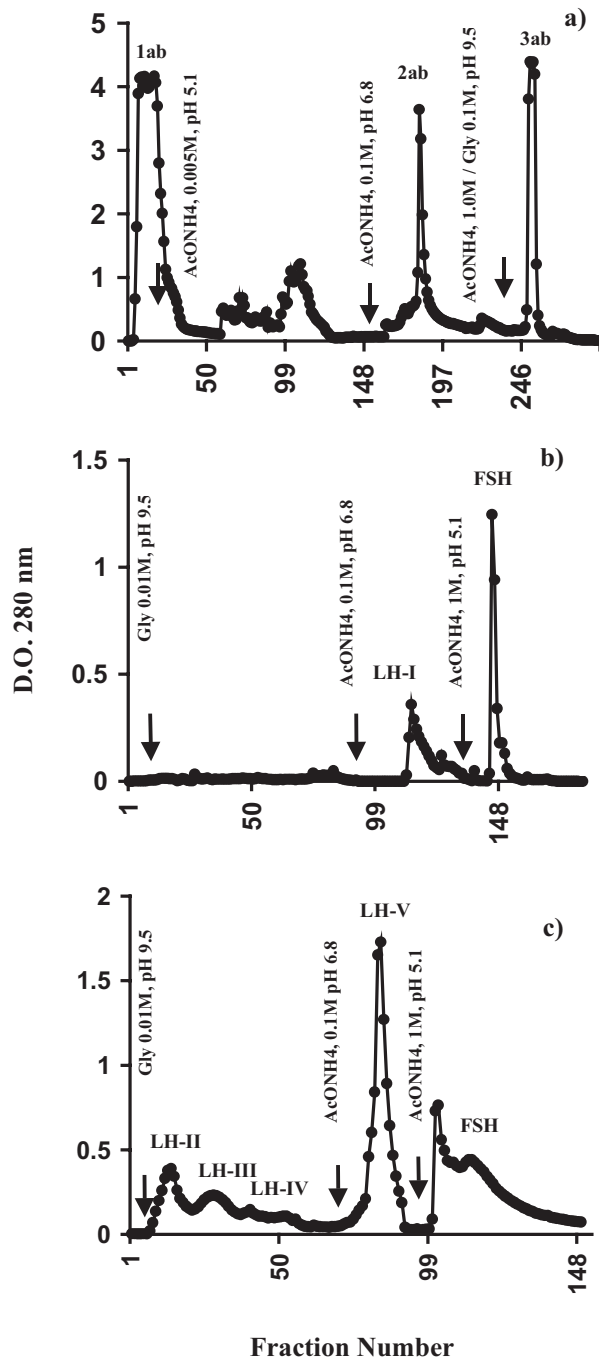 a)
5
4
3
2
1
0
1ab
AcONH4, 0.005M, pH 5.1
AcONH4, 0.1M, pH 6.8
2ab
AcONH4, 1.0M / Gly 0.1M, pH 9.5
3ab
1
50
99
148
197
246
b)
1.5
1
0.5
0
Gly 0.01M, pH 9.5
AcONH4, 0.1M, pH 6.8
LH-I
AcONH4, 1M, pH 5.1
FSH
1
50
99
148
D.O. 280 nm
c)
2
1.5
1
0.5
0
Gly 0.01M, pH 9.5
LH-II
LH-III
LH-IV
AcONH4, 0.1M pH 6.8
LH-V
AcONH4, 1M, pH 5.1
FSH
1
50
99
148
Fraction Number